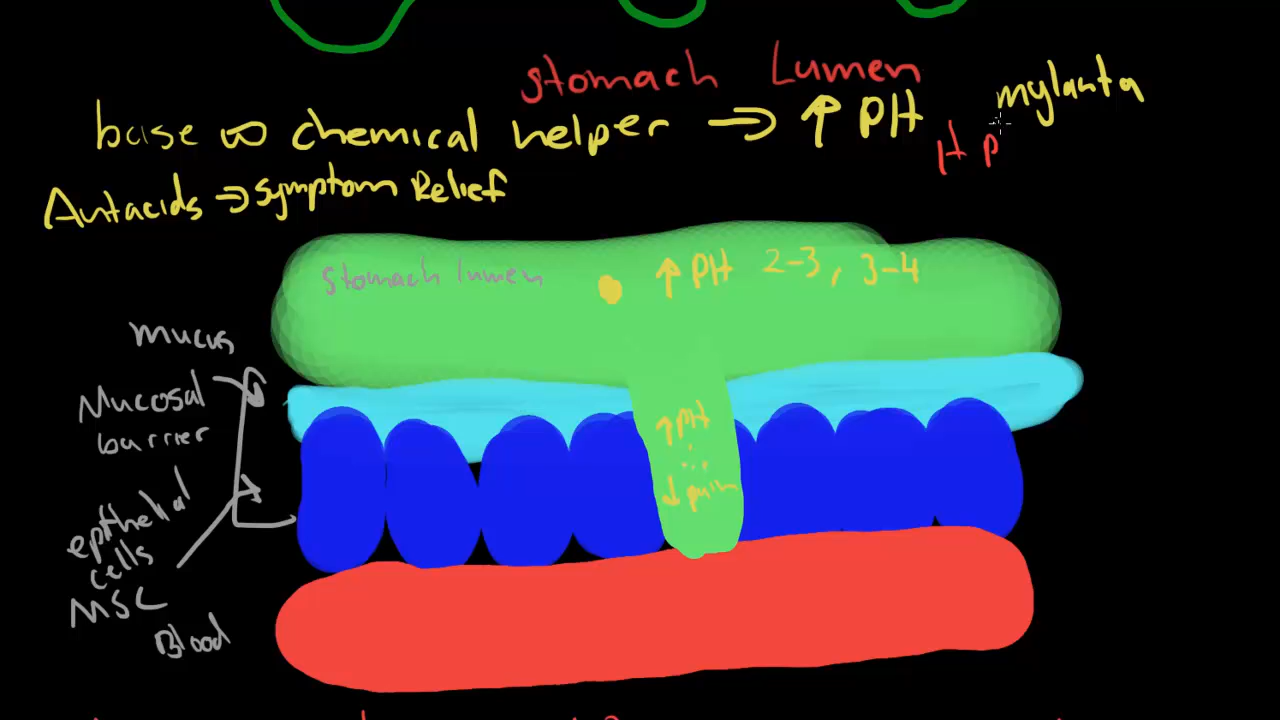 stomach Lumen
mylanta
base ∞ chemical helper → ↑ PH
H p
Antacids → symptom Relief
stomach lumen
↑ PH 2-3, 3-4
mucus
Mucosal
barrier
↑ PH
↓ pain
epthelial
cells
MSC
Blood